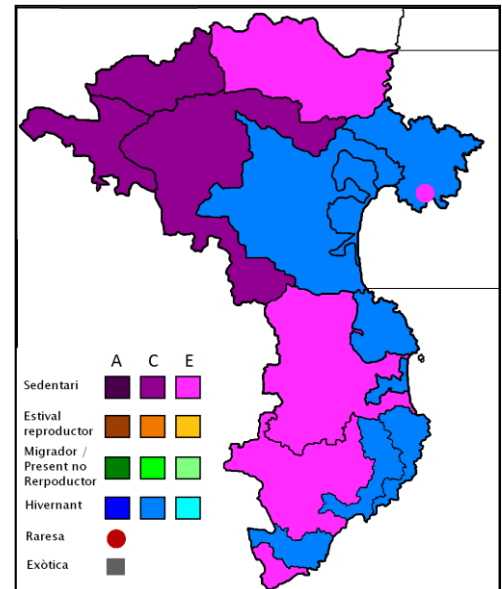 A C E
Sedentari
Estival
reproductor
Migrador /
Present no
Rerpoductor
Hivernant
Raresa
Exòtica